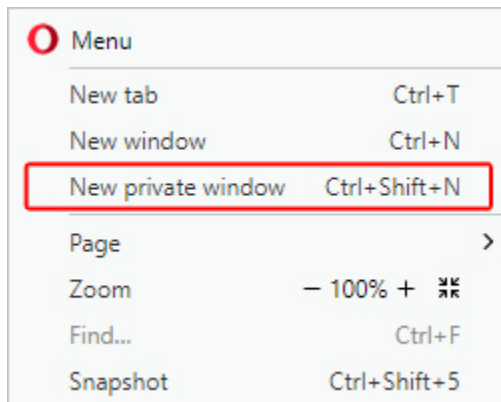 Menu
New tab Ctrl+T
New window Ctrl+N
New private window Ctrl+Shift+N
Page
Zoom − 100% +
Find... Ctrl+F
Snapshot Ctrl+Shift+5